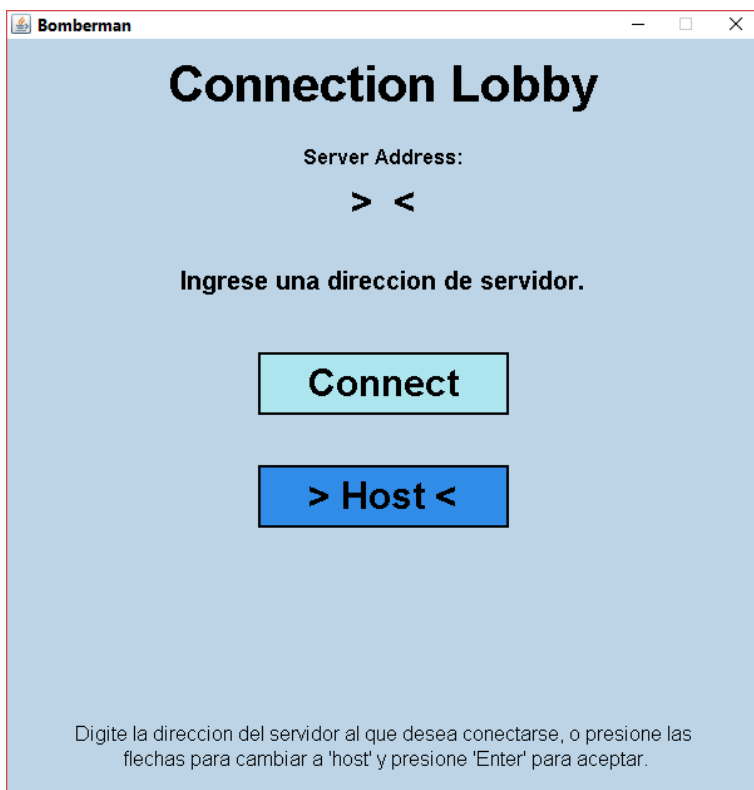 Bomberman
Connection Lobby
Server Address:
> <
Ingrese una direccion de servidor.
Connect
> Host <
Digite la direccion del servidor al que desea conectarse, o presione las
flechas para cambiar a 'host' y presione 'Enter' para aceptar.